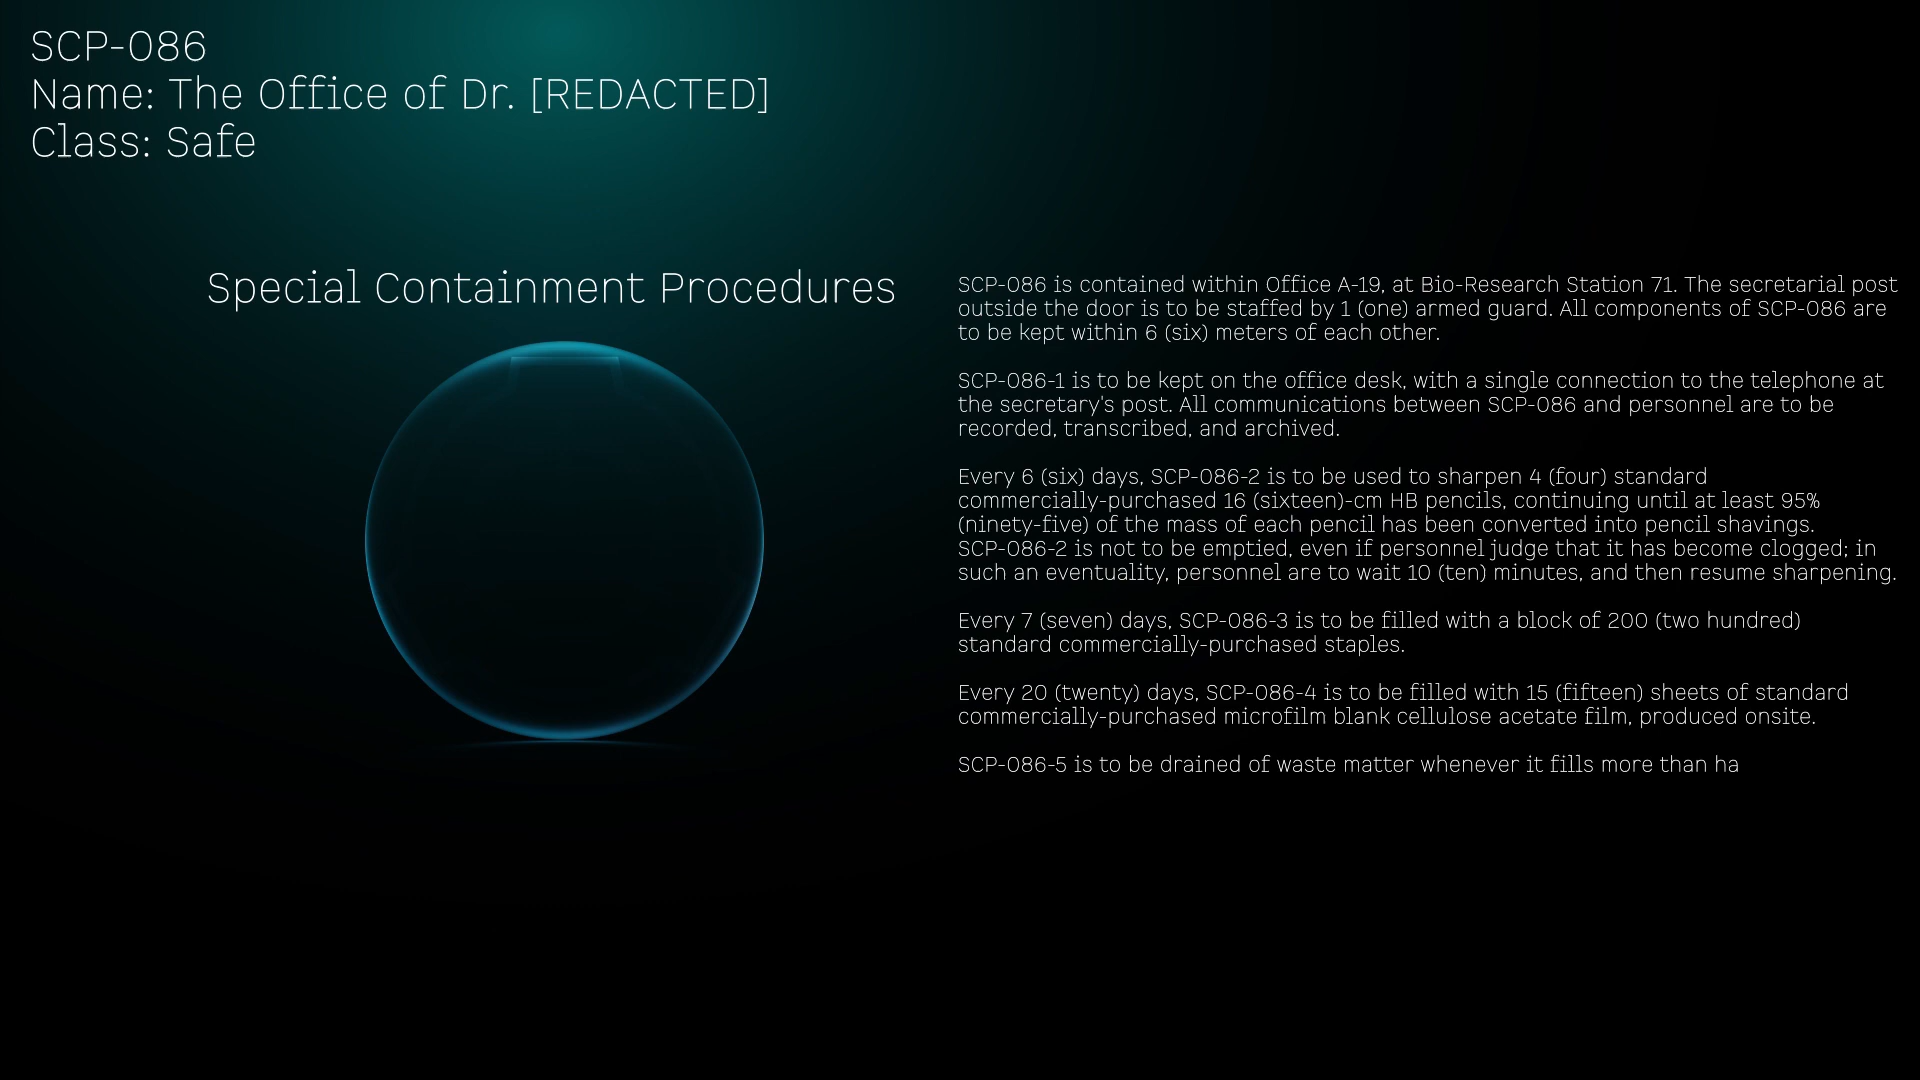 SCP-086
Name: The Office of Dr. [REDACTED]
Class: Safe
Special Containment Procedures
SCP-086 is contained within Office A-19, at Bio-Research Station 71. The secretarial post
outside the door is to be staffed by 1 (one) armed guard. All components of SCP-086 are
to be kept within 6 (six) meters of each other.
SCP-086-1 is to be kept on the office desk, with a single connection to the telephone at
the secretary's post. All communications between SCP-086 and personnel are to be
recorded, transcribed, and archived.
Every 6 (six) days, SCP-086-2 is to be used to sharpen 4 (four) standard
commercially-purchased 16 (sixteen)-cm HB pencils, continuing until at least 95%
(ninety-five) of the mass of each pencil has been converted into pencil shavings.
SCP-086-2 is not to be emptied, even if personnel judge that it has become clogged; in
such an eventuality, personnel are to wait 10 (ten) minutes, and then resume sharpening.
Every 7 (seven) days, SCP-086-3 is to be filled with a block of 200 (two hundred)
standard commercially-purchased staples.
Every 20 (twenty) days, SCP-086-4 is to be filled with 15 (fifteen) sheets of standard
commercially-purchased microfilm blank cellulose acetate film, produced onsite.
SCP-086-5 is to be drained of waste matter whenever it fills more than ha